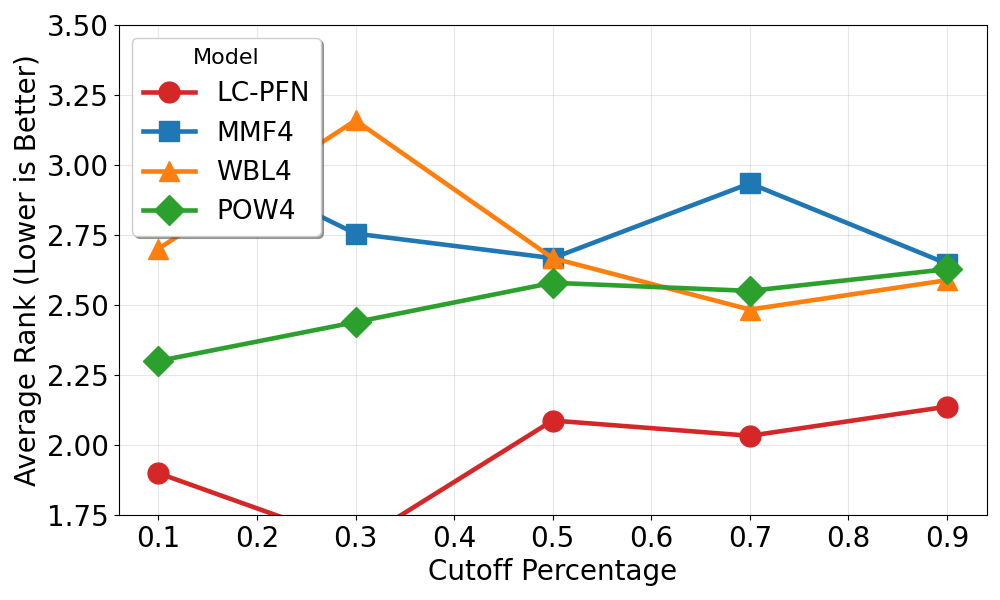 Average Rank (Lower is Better)
3.50
3.25
3.00
2.75
2.50
2.25
2.00
1.75
Model
LC-PFN
MMF4
WBL4
POW4
0.1 0.2 0.3 0.4 0.5 0.6 0.7 0.8 0.9
Cutoff Percentage